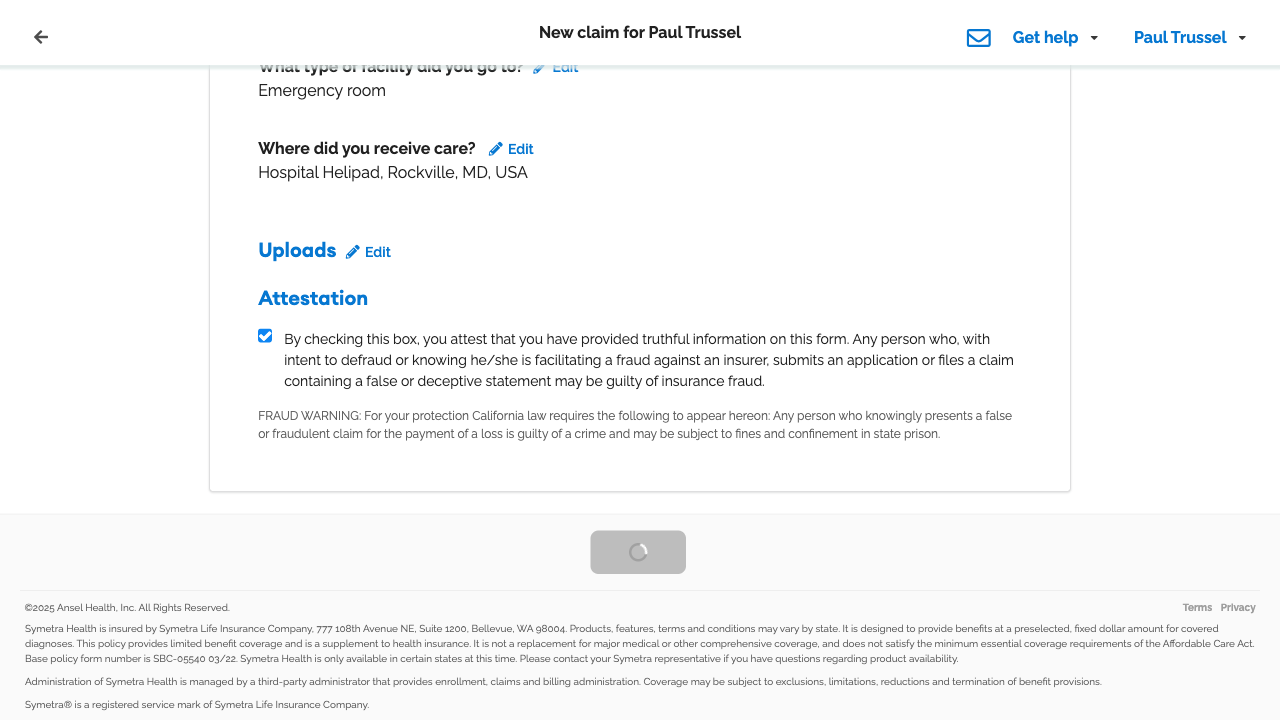 New claim for Paul Trussel
Get help
Paul Trussel
What type of facility did you go to? Edit
Emergency room
Where did you receive care? Edit
Hospital Helipad, Rockville, MD, USA
Uploads Edit
Attestation
By checking this box, you attest that you have provided truthful information on this form. Any person who, with
intent to defraud or knowing he/she is facilitating a fraud against an insurer, submits an application or files a claim
containing a false or deceptive statement may be guilty of insurance fraud.
FRAUD WARNING: For your protection California law requires the following to appear hereon: Any person who knowingly presents a false
or fraudulent claim for the payment of a loss is guilty of a crime and may be subject to fines and confinement in state prison.
©2025 Ansel Health, Inc. All Rights Reserved.
Terms Privacy
Symetra Health is insured by Symetra Life Insurance Company, 777 108th Avenue NE, Suite 1200, Bellevue, WA 98004. Products, features, terms and conditions may vary by state. It is designed to provide benefits at a preselected, fixed dollar amount for covered
diagnoses. This policy provides limited benefit coverage and is a supplement to health insurance. It is not a replacement for major medical or other comprehensive coverage, and does not satisfy the minimum essential coverage requirements of the Affordable Care Act.
Base policy form number is SBC-05540 03/22. Symetra Health is only available in certain states at this time. Please contact your Symetra representative if you have questions regarding product availability.
Administration of Symetra Health is managed by a third-party administrator that provides enrollment, claims and billing administration. Coverage may be subject to exclusions, limitations, reductions and termination of benefit provisions.
Symetra® is a registered service mark of Symetra Life Insurance Company.